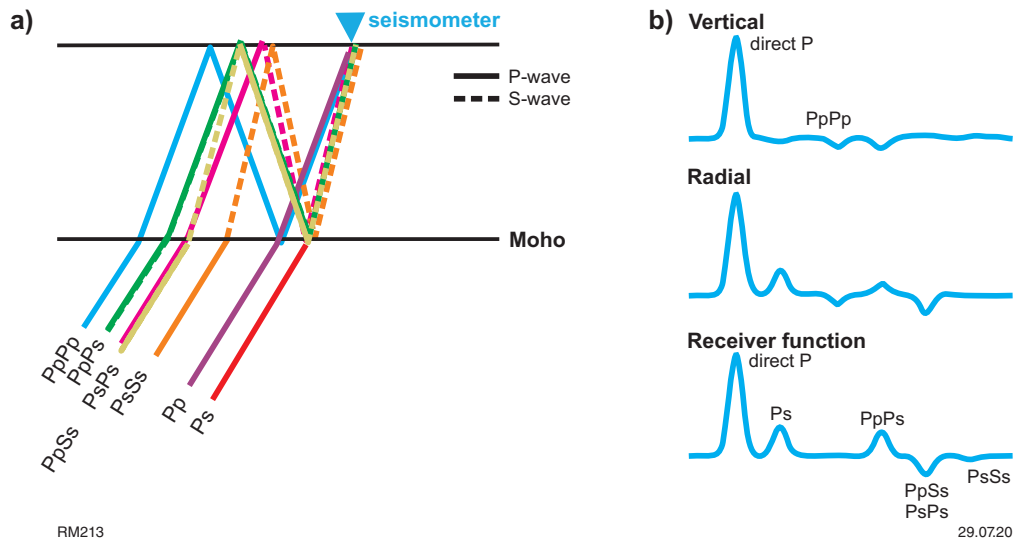 a)
seismometer
P-wave
S-wave
Moho
PpPp
PpPs
PsPs
PsSs
PpSs
Pp
Ps
RM213
b)
Vertical
direct P
PpPp
Radial
Receiver function
direct P
Ps
PpPs
PpSs
PsPs
PsSs
29.07.20